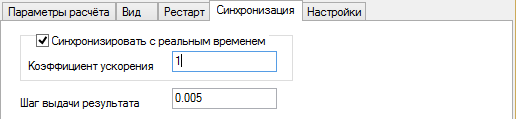 Параметры расчёта Вид Рестарт Синхронизация Настройки
Синхронизировать с реальным временем
Коэффициент ускорения 1
Шаг выдачи результата 0.005